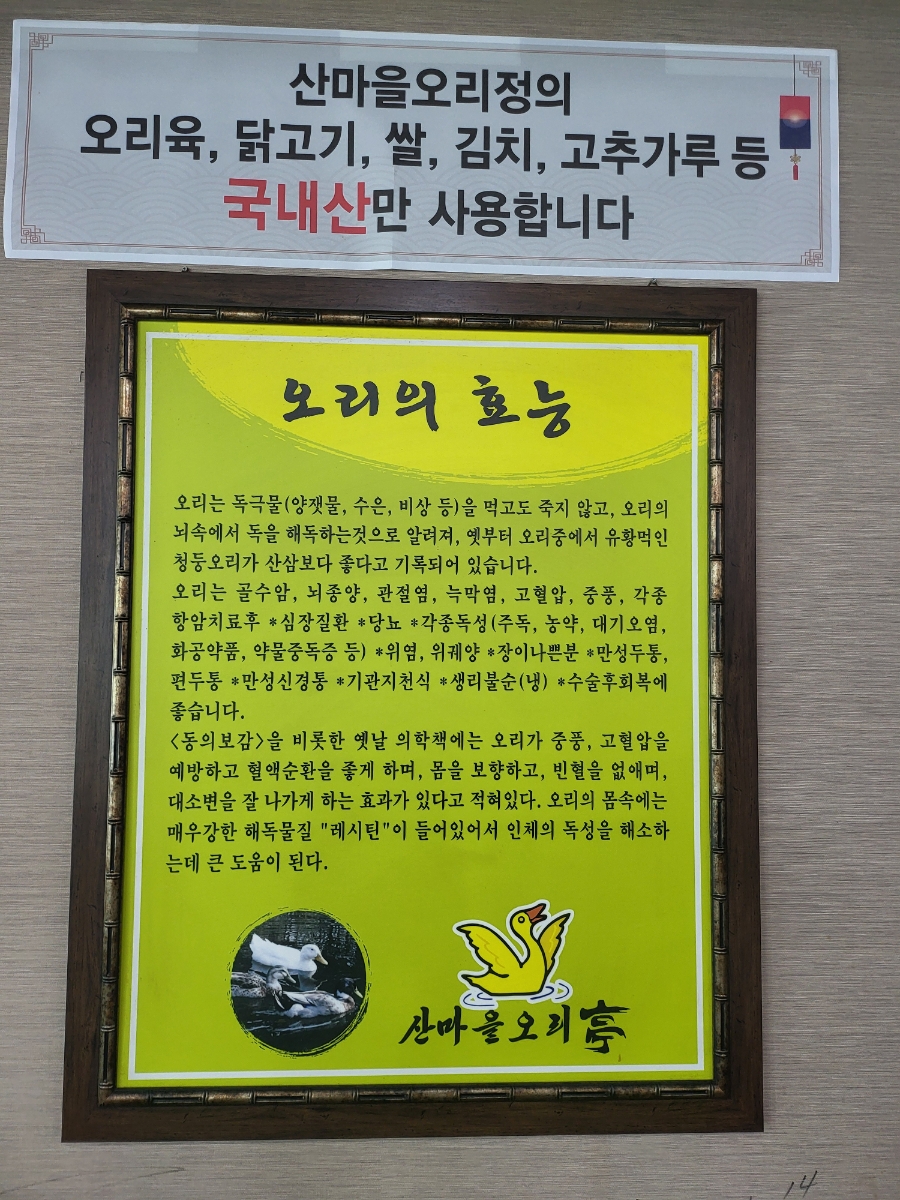 산마을오리정의
오리육, 닭고기, 쌀, 김치, 고추가루 등
국내산만 사용합니다
오리의 효능
오리는 독극물(양잿물, 수은, 비상 등)을 먹고도 죽지 않고, 오리의
뇌속에서 독을 해독하는것으로 알려져, 옛부터 오리중에서 유황먹인
청둥오리가 산삼보다 좋다고 기록되어 있습니다.
오리는 골수암, 뇌종양, 관절염, 늑막염, 고혈압, 중풍, 각종
항암치료후 *심장질환 *당뇨 *각종독성(주독, 농약, 대기오염,
화공약품, 약물중독증 등) *위염, 위궤양 *장이나쁜분 *만성두통,
편두통 *만성신경통 *기관지천식 *생리불순(냉) *수술후회복에
좋습니다.
<동의보감>을 비롯한 옛날 의학책에는 오리가 중풍, 고혈압을
예방하고 혈액순환을 좋게 하며, 몸을 보향하고, 빈혈을 없애며,
대소변을 잘 나가게 하는 효과가 있다고 적혀있다. 오리의 몸속에는
매우강한 해독물질 "레시틴"이 들어있어서 인체의 독성을 해소하
는데 큰 도움이 된다.
산마을오리亭
14